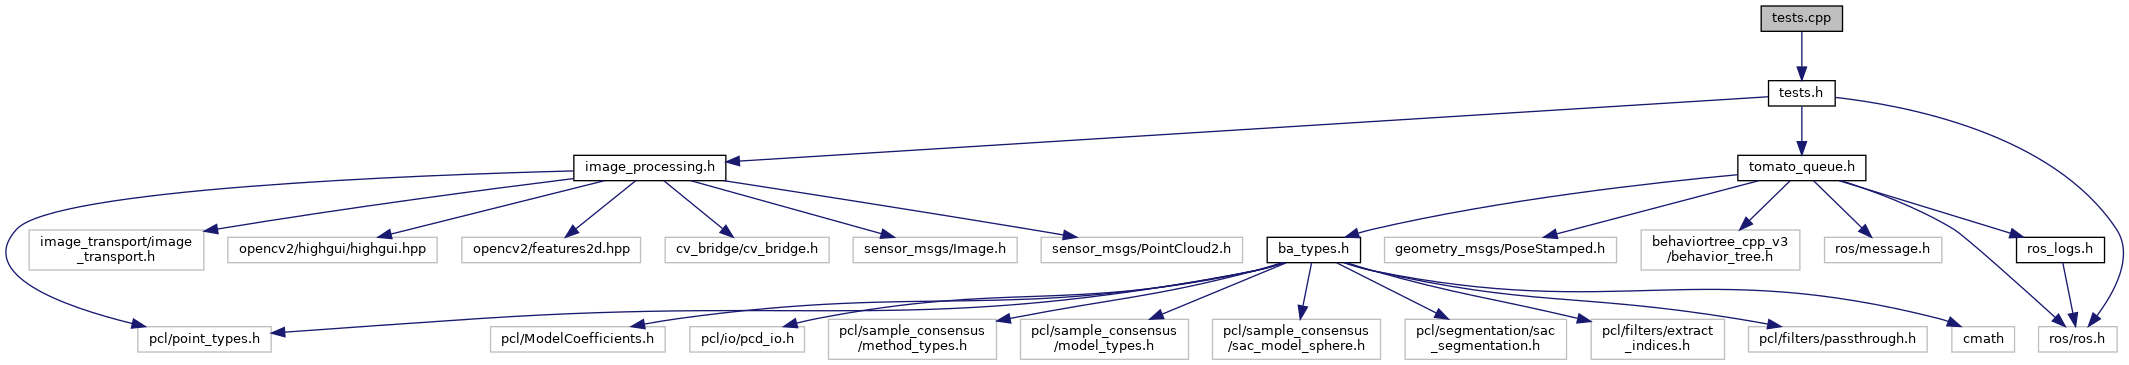 tests.cpp
tests.h
image_processing.h
tomato_queue.h
image_transport/image
_transport.h
opencv2/highgui/highgui.hpp
opencv2/features2d.hpp
cv_bridge/cv_bridge.h
sensor_msgs/Image.h
sensor_msgs/PointCloud2.h
ba_types.h
geometry_msgs/PoseStamped.h
behaviortree_cpp_v3
/behavior_tree.h
ros/message.h
ros_logs.h
pcl/point_types.h
pcl/ModelCoefficients.h
pcl/io/pcd_io.h
pcl/sample_consensus
/method_types.h
pcl/sample_consensus
/model_types.h
pcl/sample_consensus
/sac_model_sphere.h
pcl/segmentation/sac
_segmentation.h
pcl/filters/extract
_indices.h
pcl/filters/passthrough.h
cmath
ros/ros.h